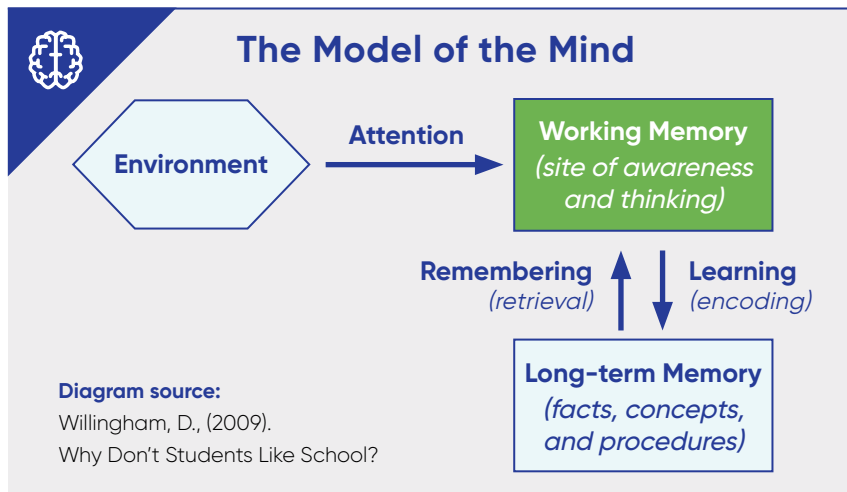 The Model of the Mind
Environment
Attention
Working Memory
(site of awareness
and thinking)
Remembering
(retrieval)
Learning
(encoding)
Long-term Memory
(facts, concepts,
and procedures)
Diagram source:
Willingham, D., (2009).
Why Don’t Students Like School?